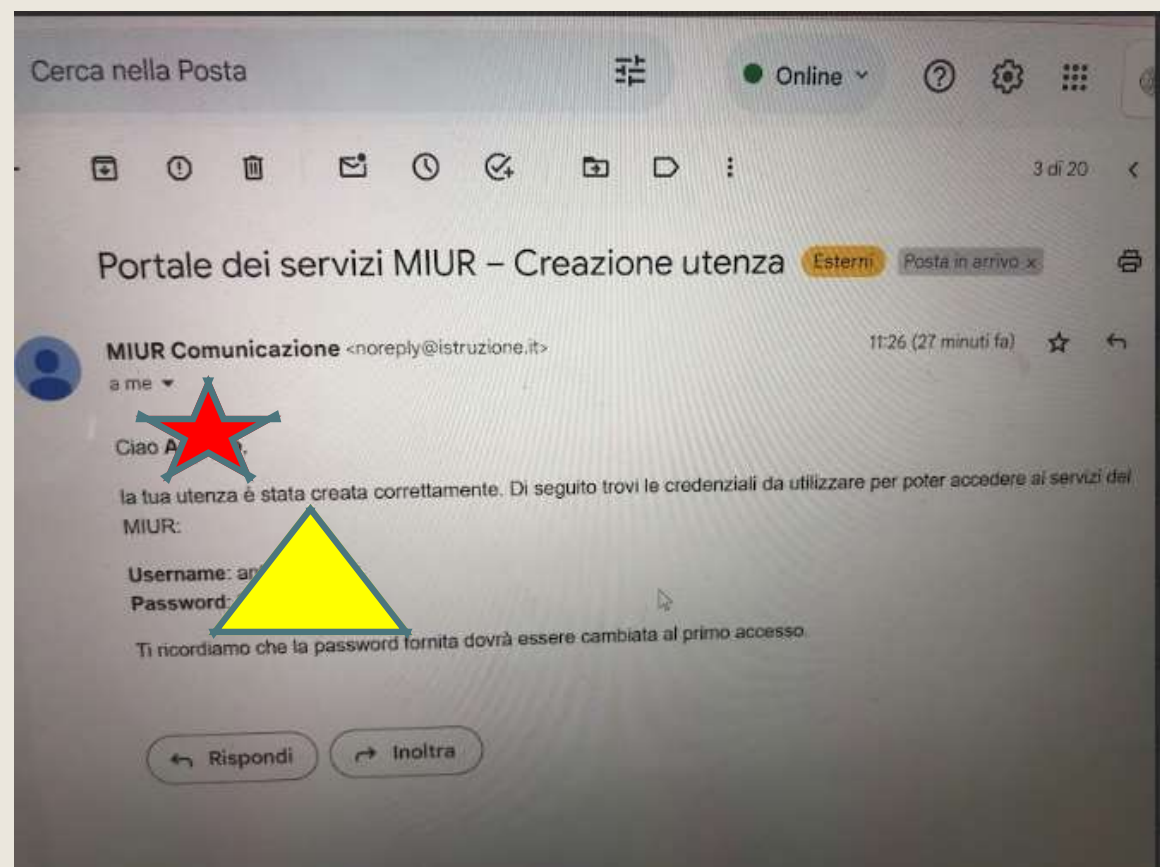 Cerca nella Posta
Online
3 di 20
Portale dei servizi MIUR – Creazione utenza Esterni Posta in arrivo x
MIUR Comunicazione <noreply@istruzione.it> 11:26 (27 minuti fa)
a me
Ciao
la tua utenza è stata creata correttamente. Di seguito trovi le credenziali da utilizzare per poter accedere ai servizi del
MIUR:
Username:
Password:
Ti ricordiamo che la password fornita dovrà essere cambiata al primo accesso.
Rispondi Inoltra